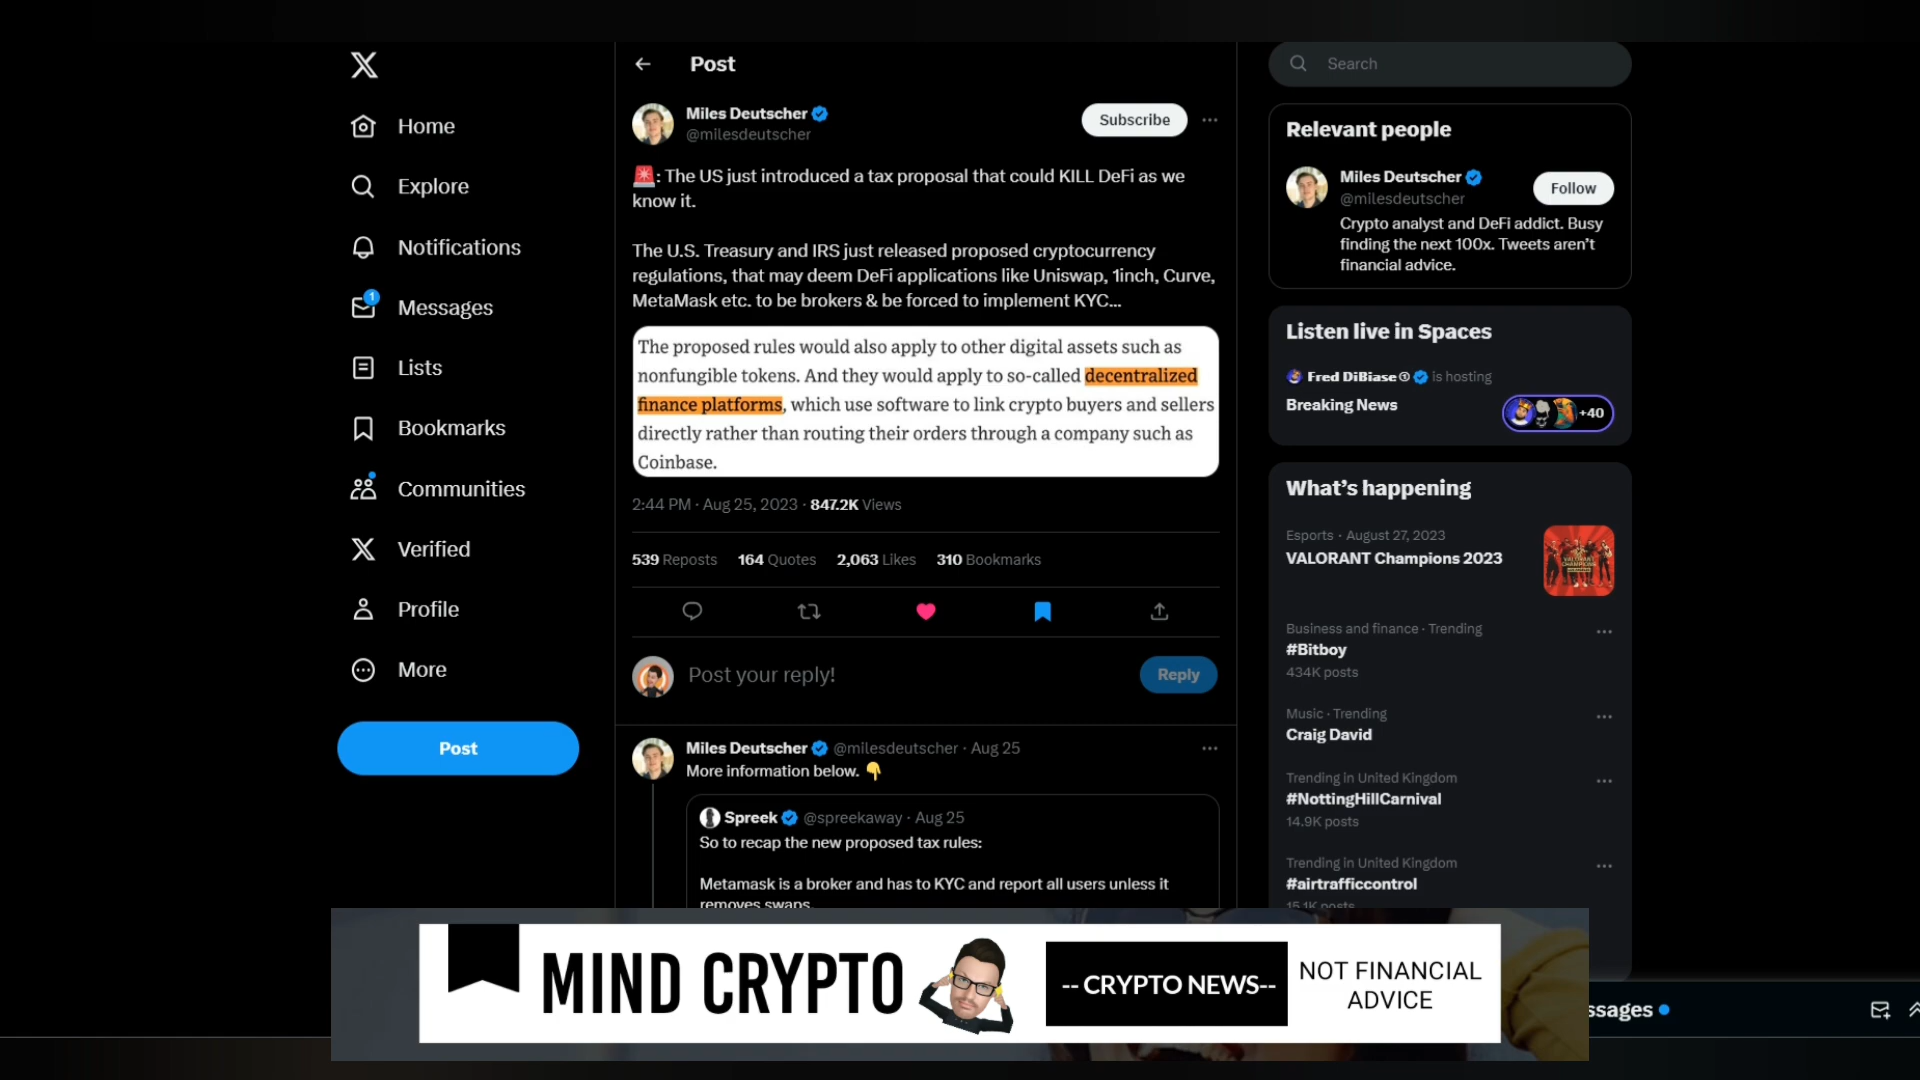 Home
Explore
Notifications
1
Messages
Lists
Bookmarks
Communities
Verified
Profile
More
Post
Post
Miles Deutscher
@milesdeutscher
Subscribe
🚨: The US just introduced a tax proposal that could KILL DeFi as we
know it.
The U.S. Treasury and IRS just released proposed cryptocurrency
regulations, that may deem DeFi applications like Uniswap, 1inch, Curve,
MetaMask etc. to be brokers & be forced to implement KYC...
The proposed rules would also apply to other digital assets such as
nonfungible tokens. And they would apply to so-called decentralized
finance platforms, which use software to link crypto buyers and sellers
directly rather than routing their orders through a company such as
Coinbase.
2:44 PM · Aug 25, 2023 · 847.2K Views
539 Reposts 164 Quotes 2,063 Likes 310 Bookmarks
Post your reply!
Reply
Miles Deutscher @milesdeutscher · Aug 25
More information below. 👇
Spreek @spreekaway · Aug 25
So to recap the new proposed tax rules:
Metamask is a broker and has to KYC and report all users unless it
removes swaps.
Search
Relevant people
Miles Deutscher
@milesdeutscher
Follow
Crypto analyst and DeFi addict. Busy
finding the next 100x. Tweets aren't
financial advice.
Listen live in Spaces
Fred DiBiase is hosting
Breaking News
+40
What's happening
Esports · August 27, 2023
VALORANT Champions 2023
Business and finance · Trending
#Bitboy
434K posts
Music · Trending
Craig David
Trending in United Kingdom
#NottingHillCarnival
14.9K posts
Trending in United Kingdom
#airtrafficcontrol
15.1K posts
ssages
MIND CRYPTO
-- CRYPTO NEWS--
NOT FINANCIAL
ADVICE